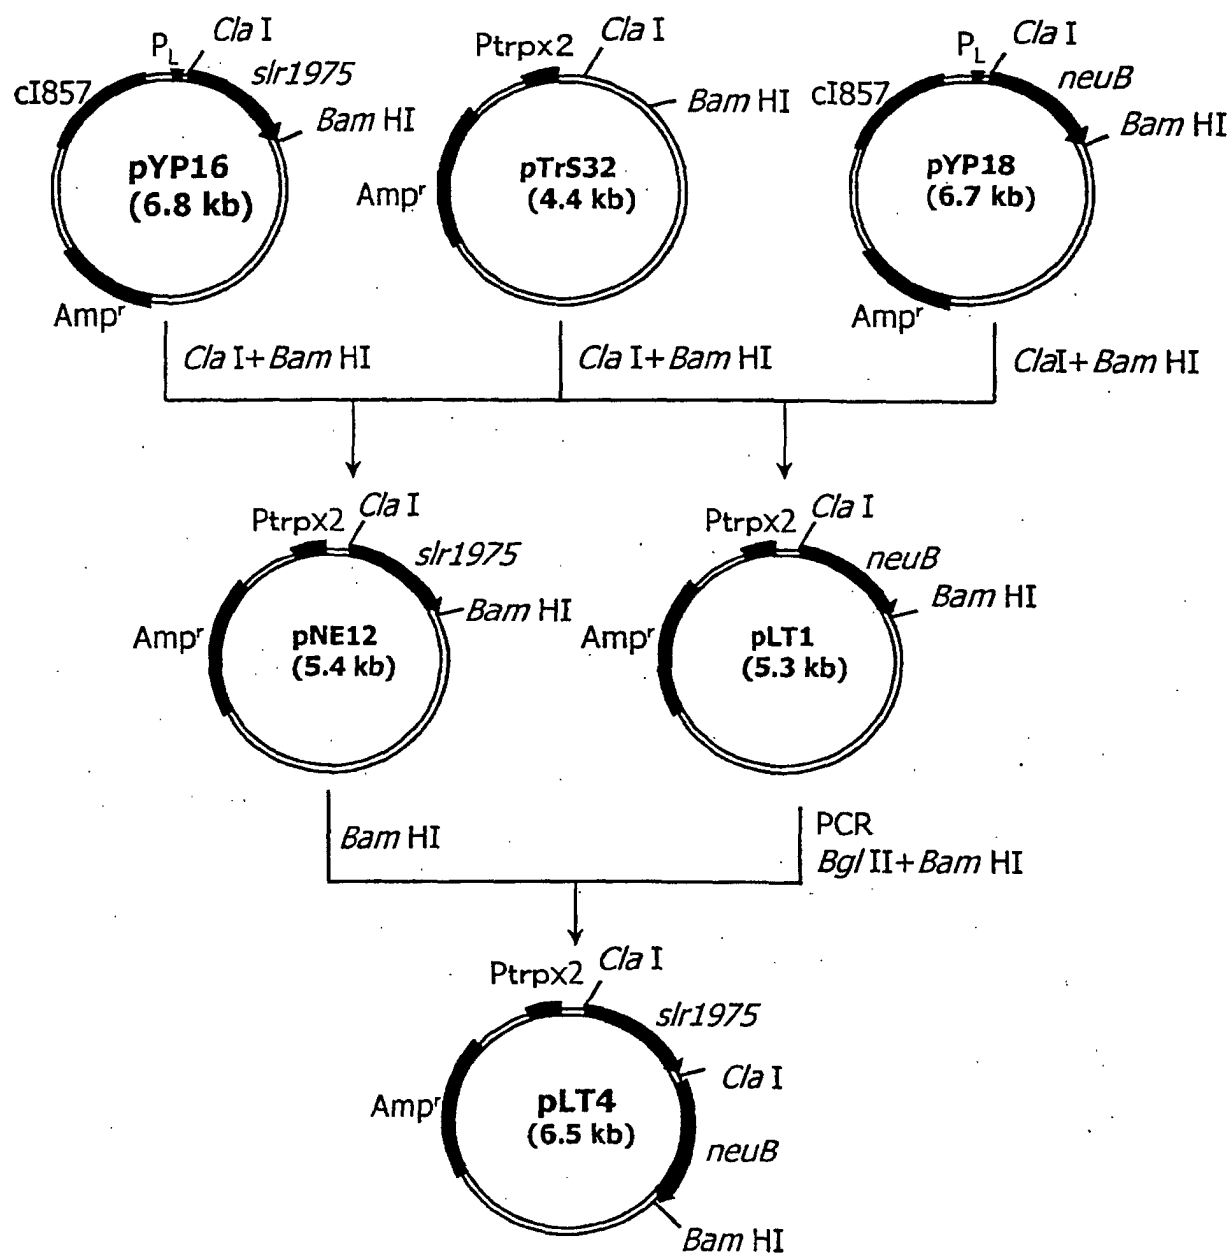 Cla I
P_L
slr1975
cI857
Bam HI
pYP16
(6.8 kb)
Amp^r
Ptrpx2
Cla I
Bam HI
pTrS32
(4.4 kb)
Amp^r
Cla I
P_L
neuB
cI857
Bam HI
pYP18
(6.7 kb)
Amp^r
Cla I+Bam HI
Cla I+Bam HI
ClaI+Bam HI
Cla I
Ptrpx2
slr1975
Bam HI
Amp^r
pNE12
(5.4 kb)
Cla I
Ptrpx2
neuB
Bam HI
Amp^r
pLT1
(5.3 kb)
Bam HI
PCR
Bgl II+Bam HI
Cla I
Ptrpx2
slr1975
Cla I
Amp^r
pLT4
(6.5 kb)
neuB
Bam HI